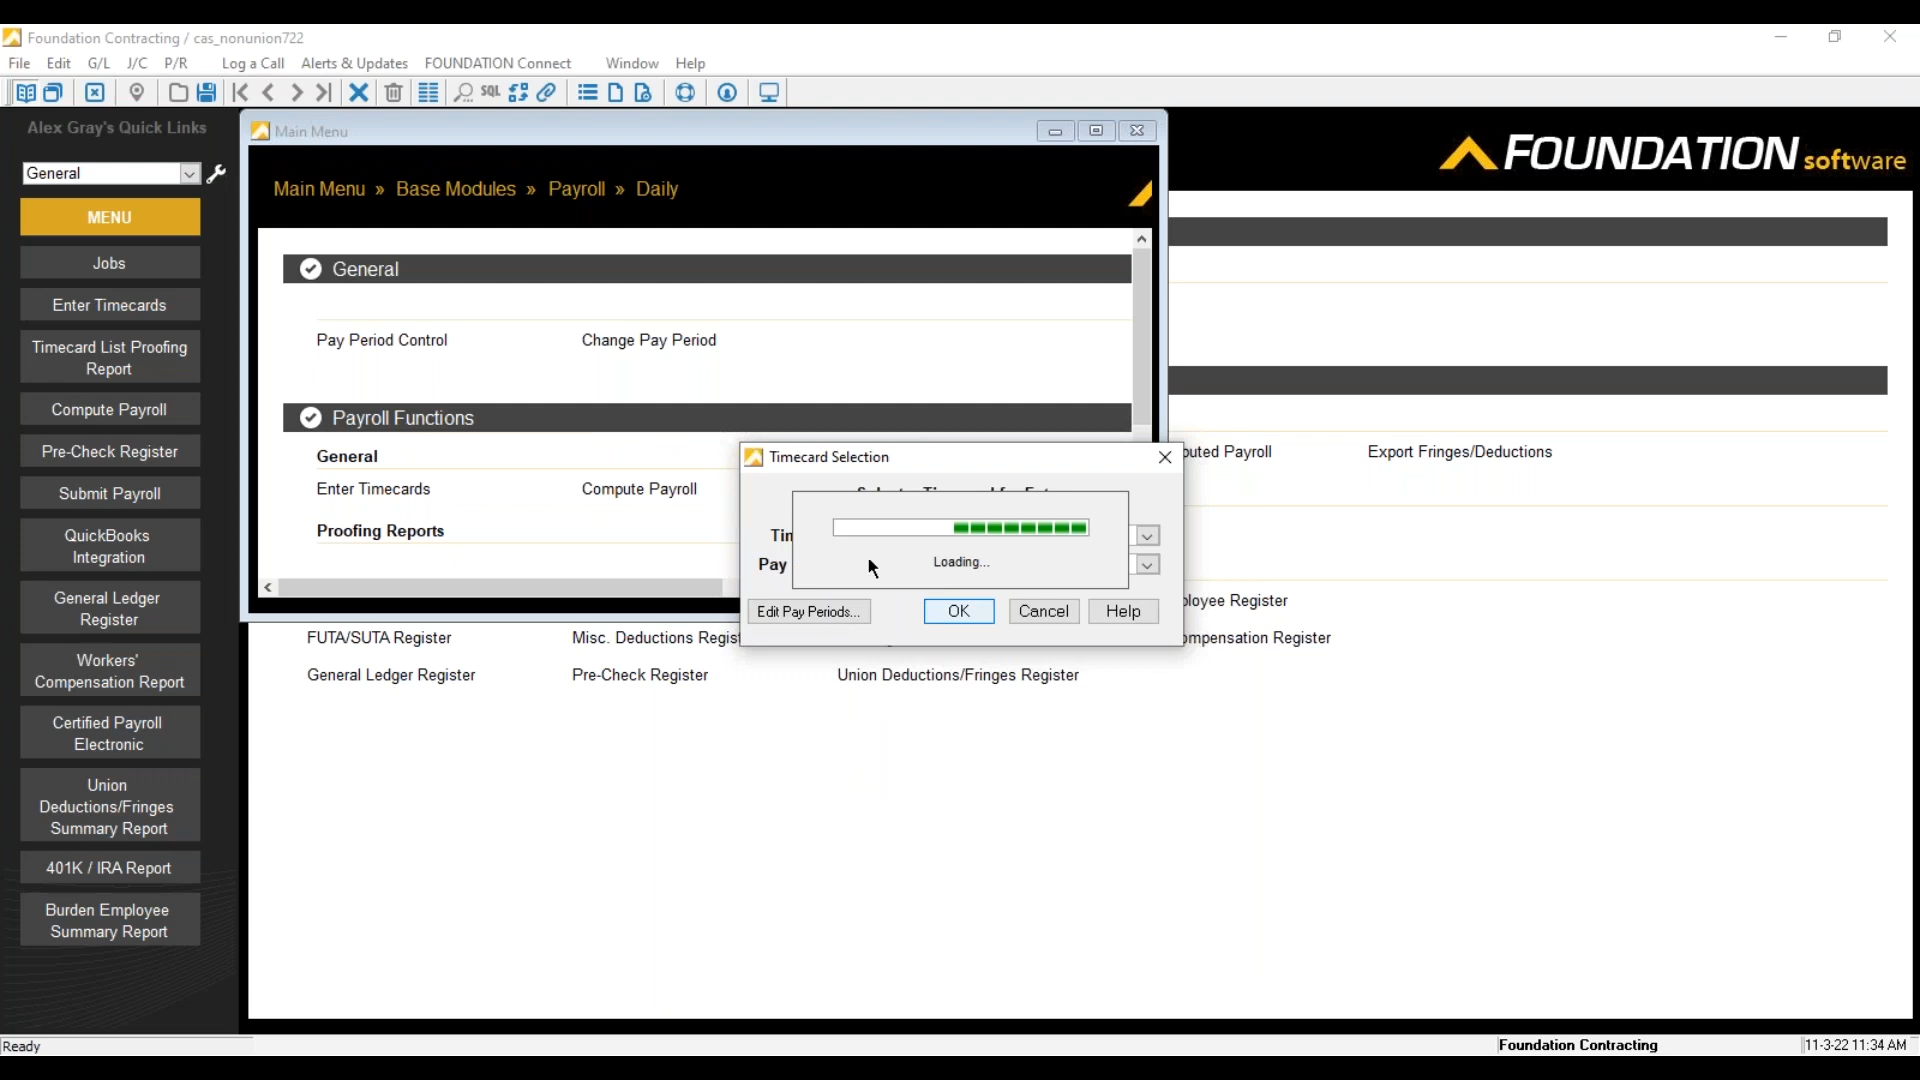 Foundation Contracting / cas_nonunion722
File Edit G/L J/C P/R Log a Call Alerts & Updates FOUNDATION Connect Window Help
SQL
Alex Gray's Quick Links
General
MENU
Jobs
Enter Timecards
Timecard List Proofing
Report
Compute Payroll
Pre-Check Register
Submit Payroll
QuickBooks
Integration
General Ledger
Register
Workers'
Compensation Report
Certified Payroll
Electronic
Union
Deductions/Fringes
Summary Report
401K / IRA Report
Burden Employee
Summary Report
Main Menu
Main Menu » Base Modules » Payroll » Daily
FOUNDATION software
General
Pay Period Control Change Pay Period
Payroll Functions
General
Enter Timecards Compute Payroll
Proofing Reports
Export Fringes/Deductions
Payroll
Timecard Selection
Pay
Loading...
Edit Pay Periods... OK Cancel Help
Register
FUTA/SUTA Register Misc. Deductions Register
General Ledger Register Pre-Check Register Union Deductions/Fringes Register
Ready
Foundation Contracting
11-3-22 11:34 AM